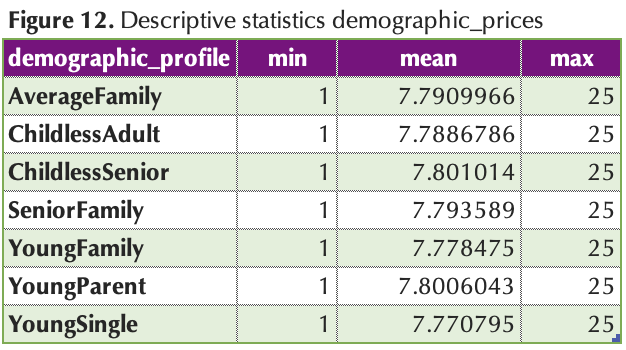 Figure 12. Descriptive statistics demographic_prices
demographic_profile min mean max
AverageFamily 1 7.7909966 25
ChildlessAdult 1 7.7886786 25
ChildlessSenior 1 7.801014 25
SeniorFamily 1 7.793589 25
YoungFamily 1 7.778475 25
YoungParent 1 7.8006043 25
YoungSingle 1 7.770795 25